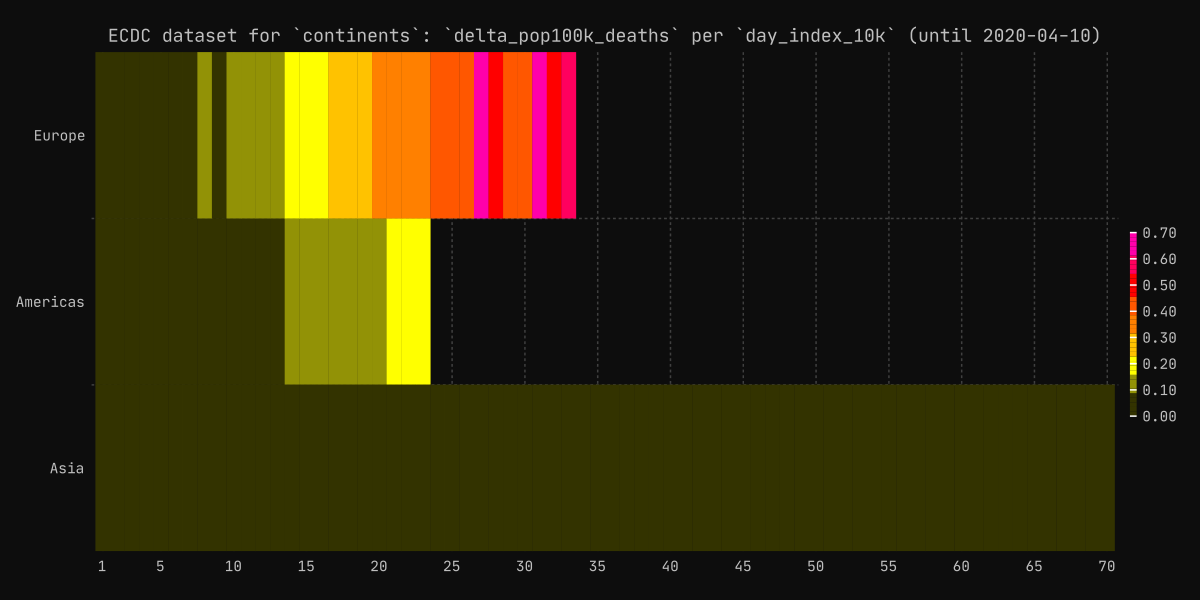 ECDC dataset for `continents`: `delta_pop100k_deaths` per `day_index_10k` (until 2020-04-10)
Europe
Americas
Asia
0.70
0.60
0.50
0.40
0.30
0.20
0.10
0.00
1 5 10 15 20 25 30 35 40 45 50 55 60 65 70